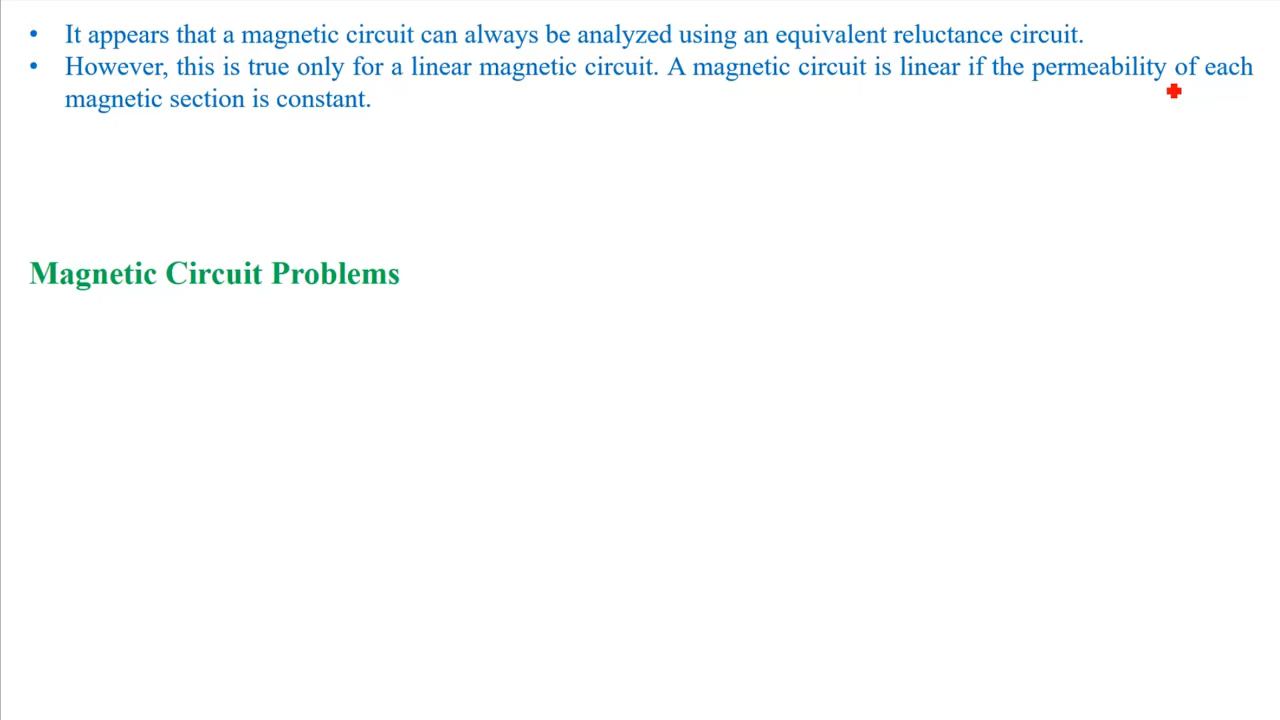 • It appears that a magnetic circuit can always be analyzed using an equivalent reluctance circuit.
• However, this is true only for a linear magnetic circuit. A magnetic circuit is linear if the permeability of each
magnetic section is constant.
Magnetic Circuit Problems